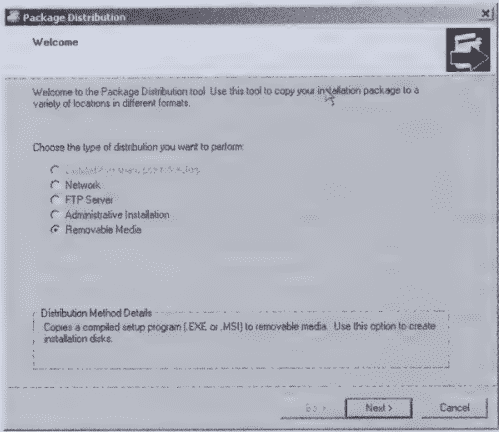 Package Distribution
Welcome
Welcome to the Package Distribution tool. Use this tool to copy your installation package to a
variety of locations in different formats.
Choose the type of distribution you want to perform:
Network
FTP Server
Administrative Installation
Removable Media
Distribution Method Details
Copies a compiled setup program (.EXE or .MSI) to removable media. Use this option to create
installation disks.
Next >
Cancel